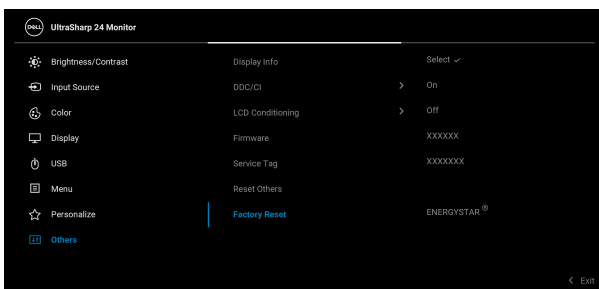 DELL UltraSharp 24 Monitor
Brightness/Contrast Display Info Select ✓
Input Source DDC/CI > On
Color LCD Conditioning > Off
Display Firmware XXXXXX
USB Service Tag XXXXXXX
Menu Reset Others
Personalize Factory Reset ENERGYSTAR ®
Others
< Exit